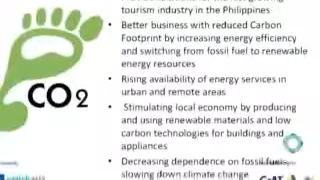 tourism industry in the Philippines
• Better business with reduced Carbon
Footprint by increasing energy efficiency
and switching from fossil fuel to renewable
energy resources
• Rising availability of energy services in
urban and remote areas
• Stimulating local economy by producing
and using renewable materials and low
carbon technologies for buildings and
appliances
• Decreasing dependence on fossil fuels,
slowing down climate change
CO2